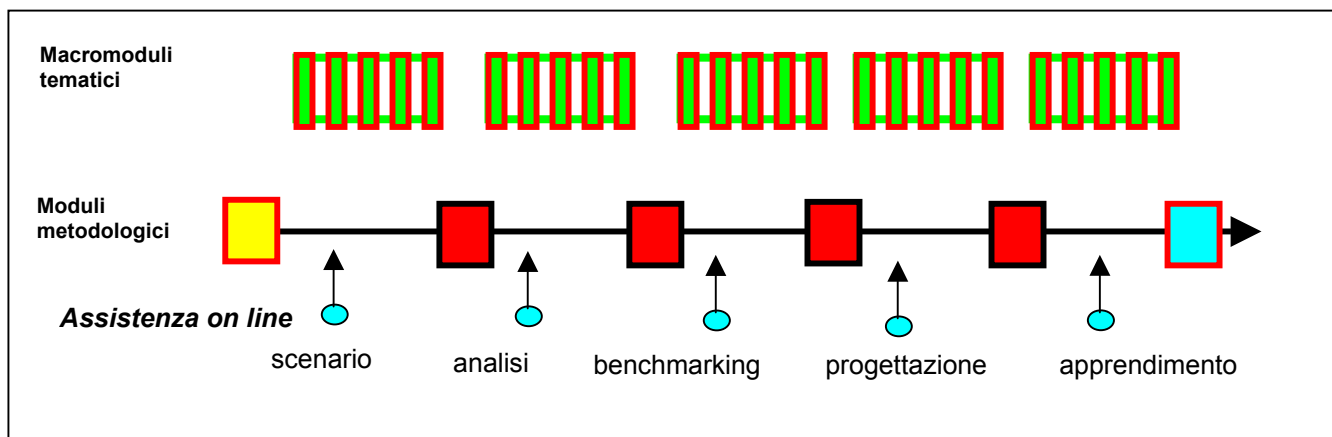 Macromoduli
tematici
Moduli
metodologici
Assistenza on line
scenario
analisi
benchmarking
progettazione
apprendimento